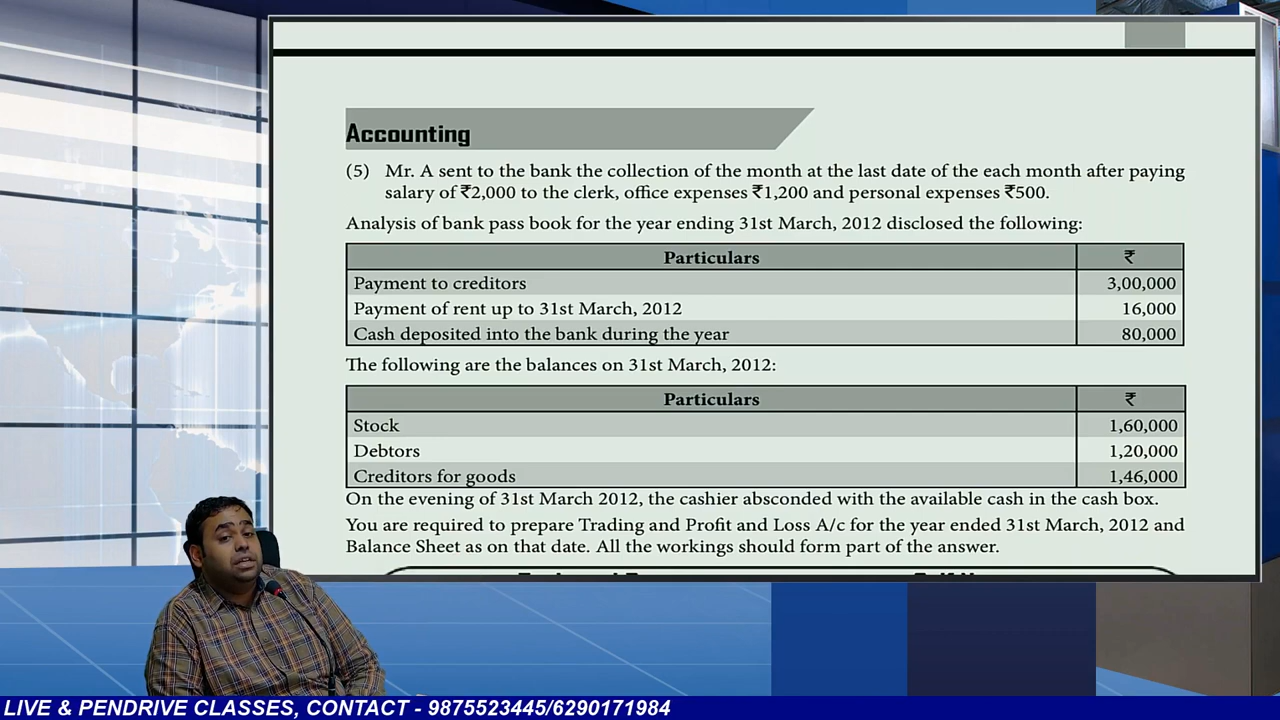 Accounting
(5) Mr. A sent to the bank the collection of the month at the last date of the each month after paying
salary of ₹2,000 to the clerk, office expenses ₹1,200 and personal expenses ₹500.
Analysis of bank pass book for the year ending 31st March, 2012 disclosed the following:
Particulars ₹
Payment to creditors 3,00,000
Payment of rent up to 31st March, 2012 16,000
Cash deposited into the bank during the year 80,000
The following are the balances on 31st March, 2012:
Particulars ₹
Stock 1,60,000
Debtors 1,20,000
Creditors for goods 1,46,000
On the evening of 31st March 2012, the cashier absconded with the available cash in the cash box.
You are required to prepare Trading and Profit and Loss A/c for the year ended 31st March, 2012 and
Balance Sheet as on that date. All the workings should form part of the answer.
LIVE & PENDRIVE CLASSES, CONTACT - 9875523445/6290171984